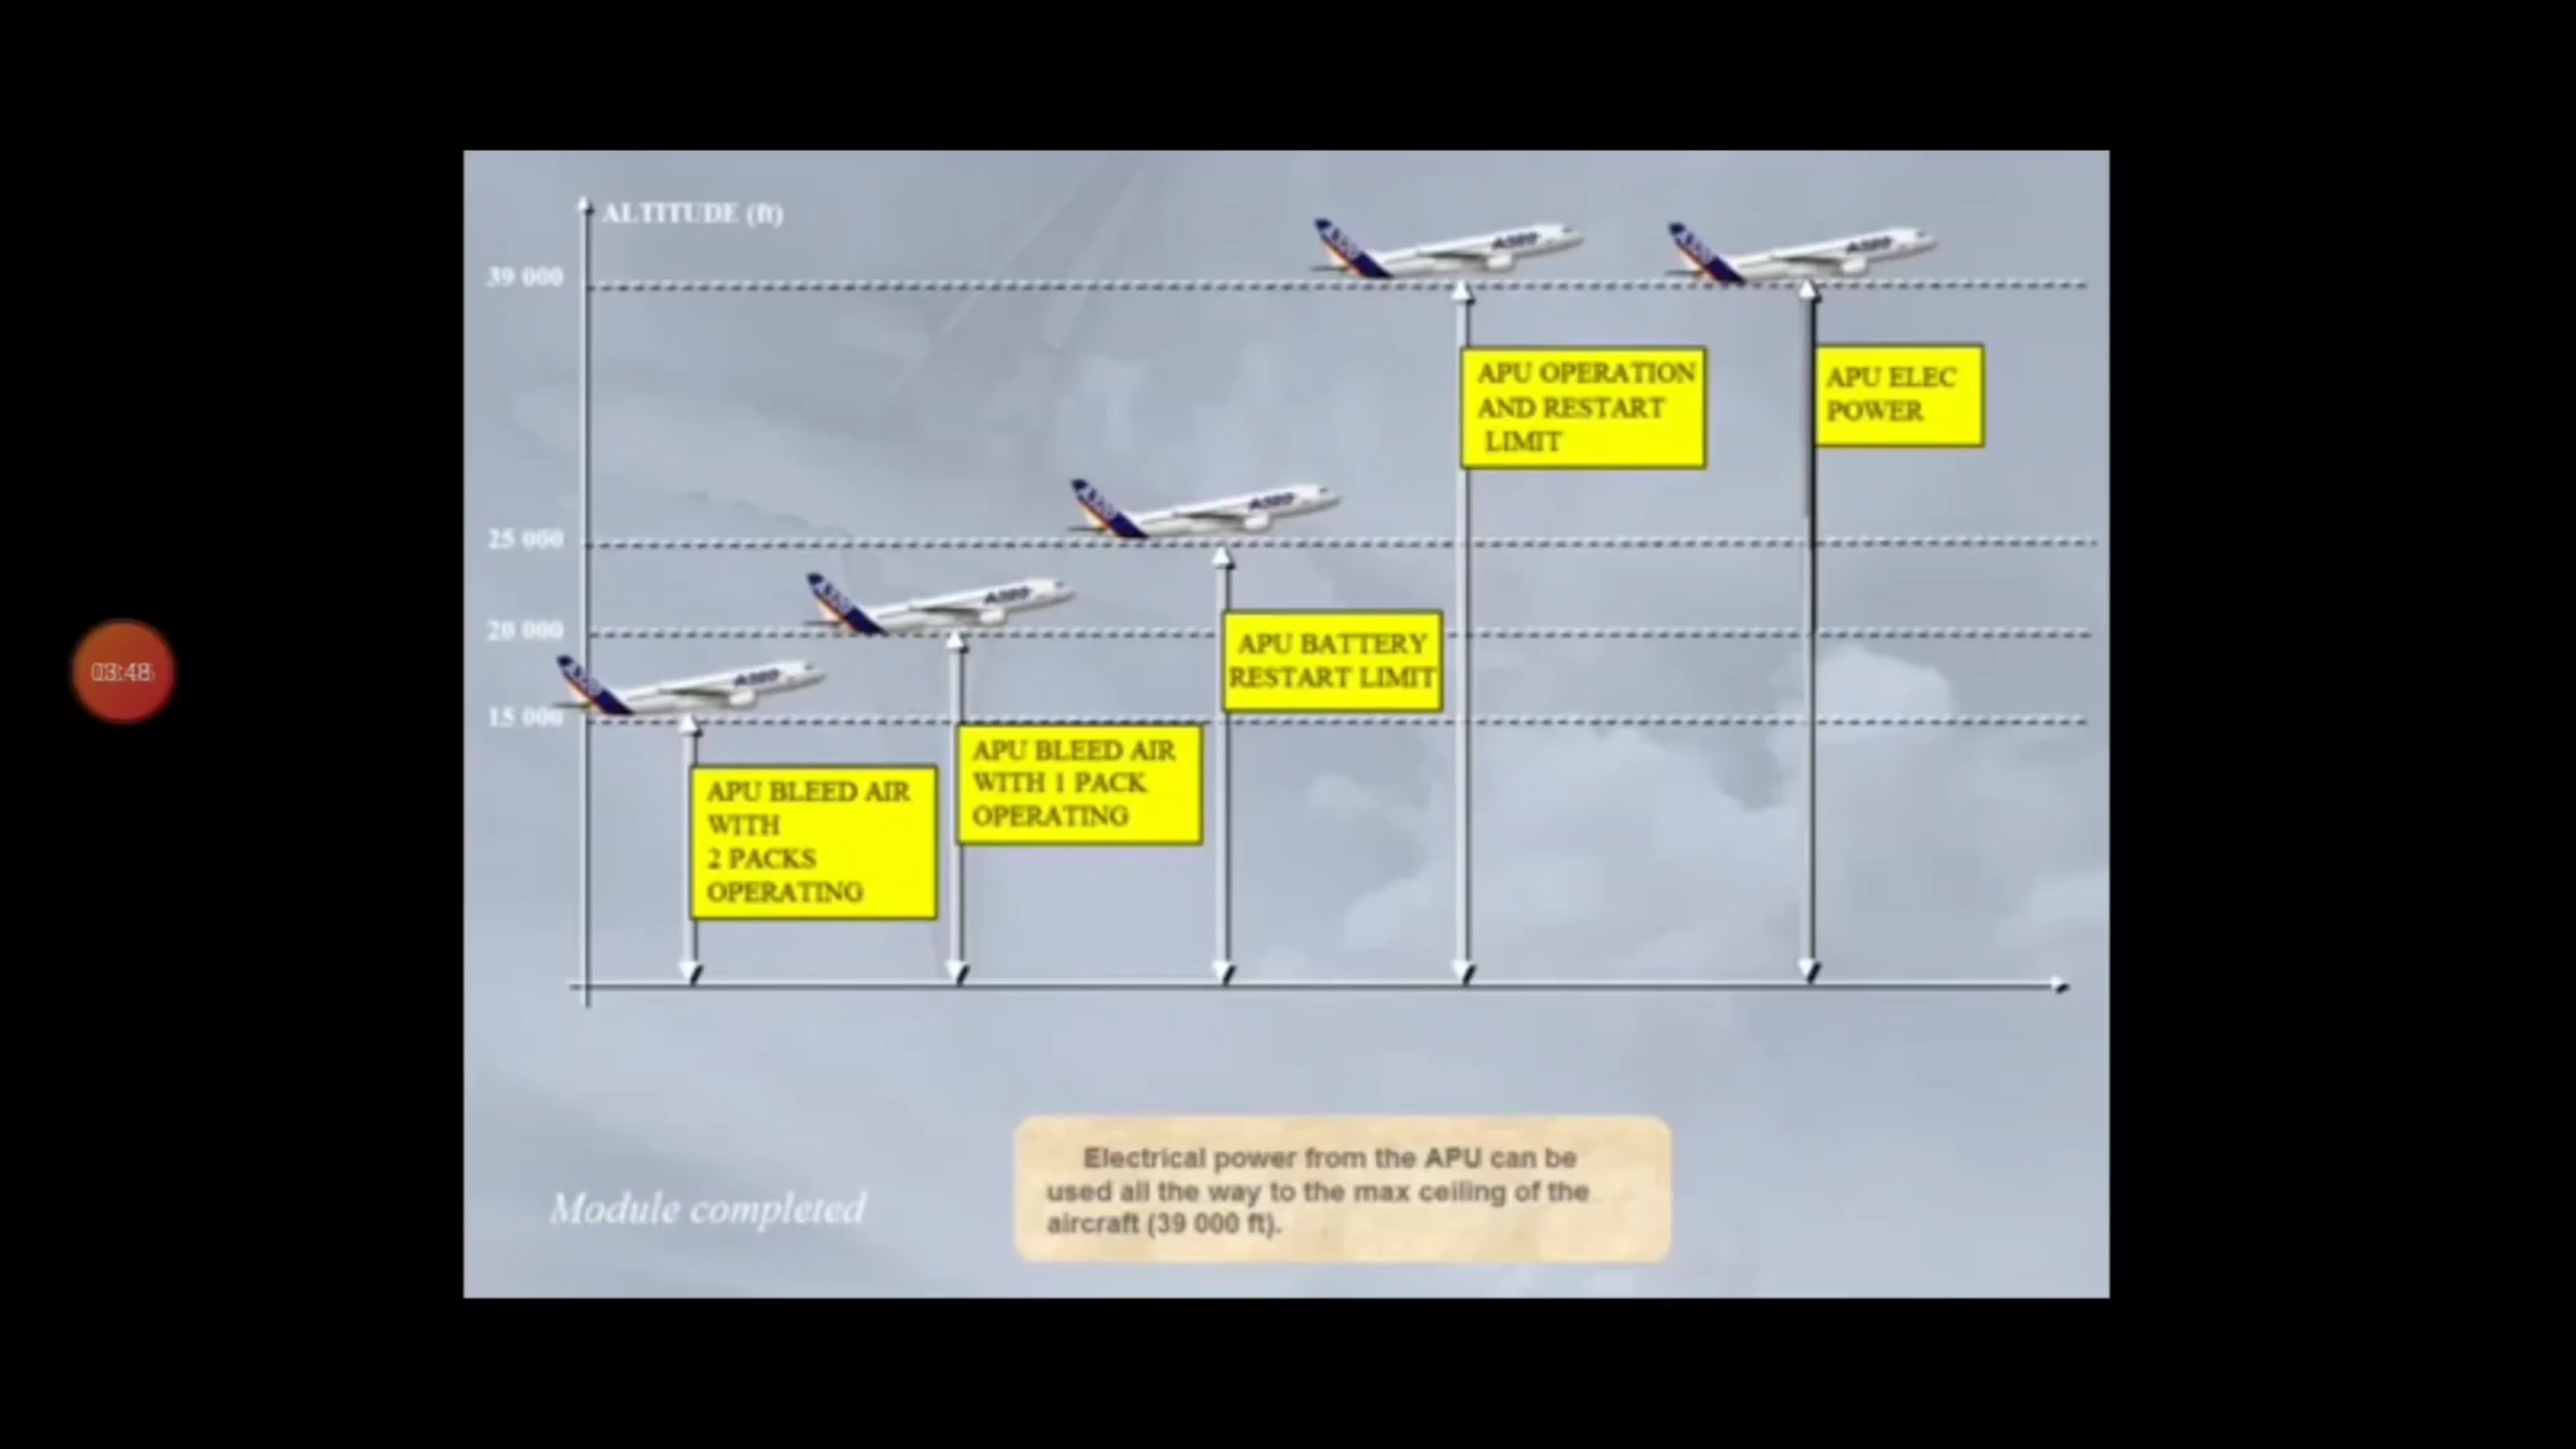 ALTITUDE (ft)
39 000
APU OPERATION
AND RESTART
LIMIT
APU ELEC
POWER
25 000
20 000
APU BATTERY
RESTART LIMIT
15 000
APU BLEED AIR
WITH 1 PACK
OPERATING
APU BLEED AIR
WITH
2 PACKS
OPERATING
Electrical power from the APU can be
used all the way to the max ceiling of the
aircraft (39 000 ft).
Module completed